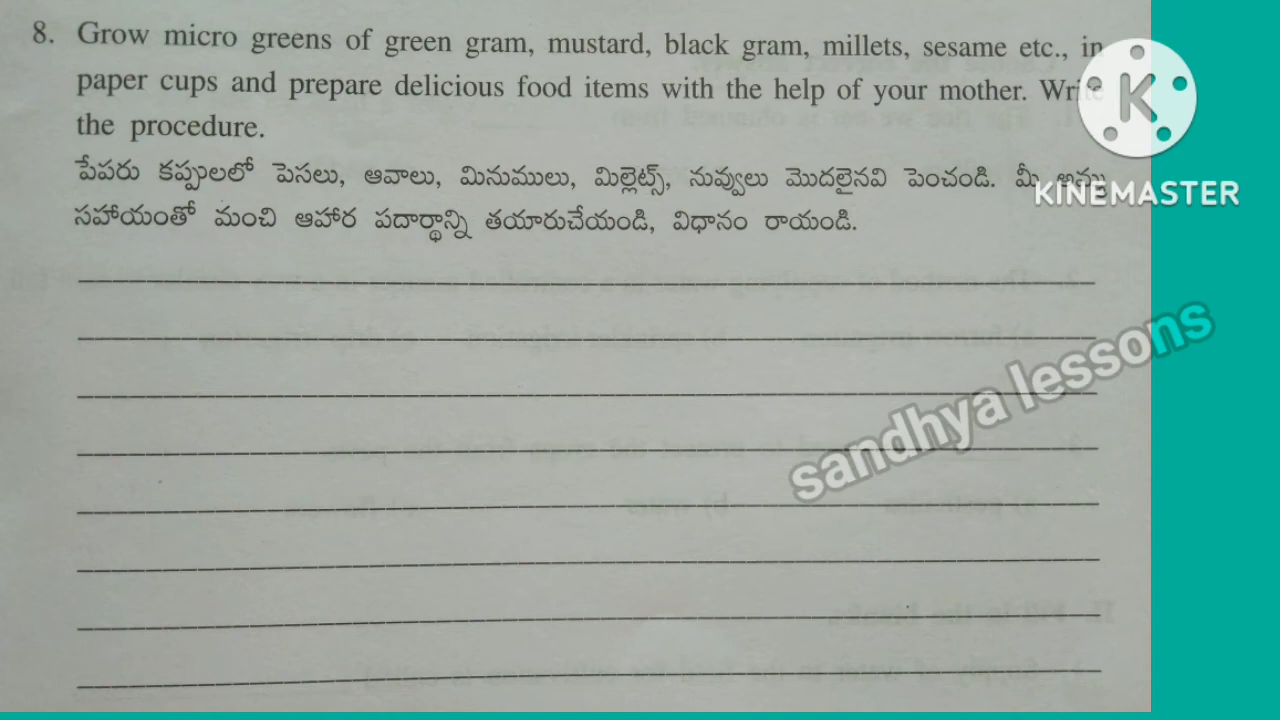 8. Grow micro greens of green gram, mustard, black gram, millets, sesame etc., in
paper cups and prepare delicious food items with the help of your mother. Write
the procedure.
పేపరు కప్పులలో పెసలు, ఆవాలు, మినుములు, మిల్లెట్స్, నువ్వులు మొదలైనవి పెంచండి. మీ అమ్మ
సహాయంతో మంచి ఆహార పదార్థాన్ని తయారుచేయండి, విధానం రాయండి.
K
KINEMASTER
sandhya lessons